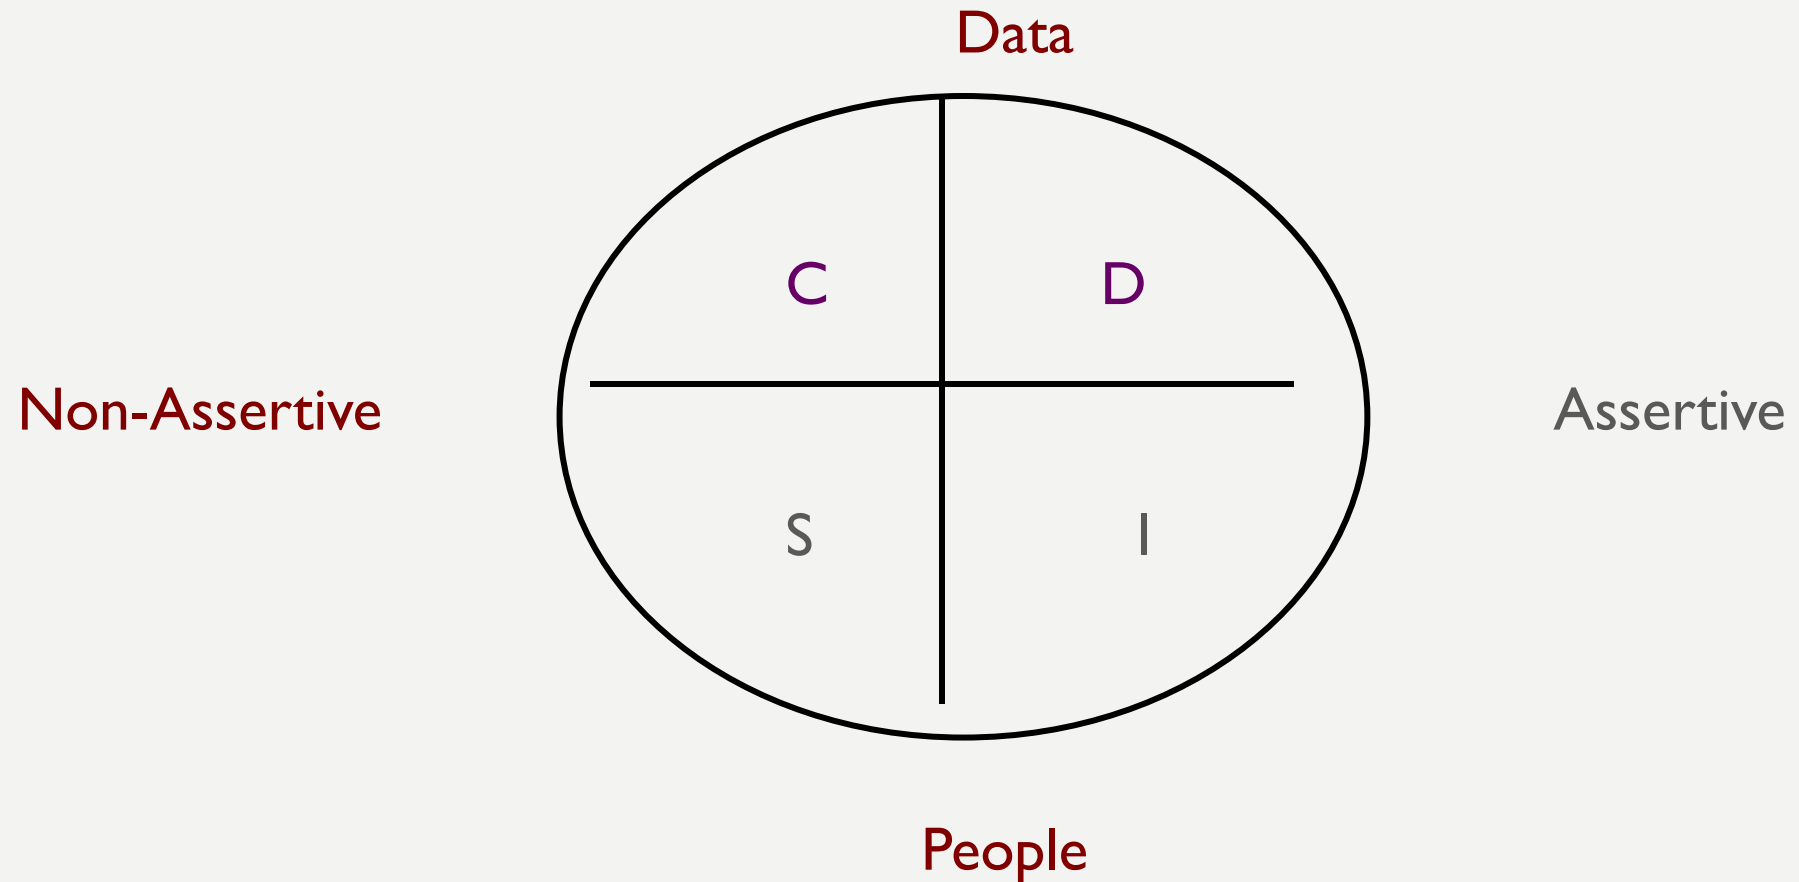 Data
C
D
Non-Assertive
Assertive
S
I
People